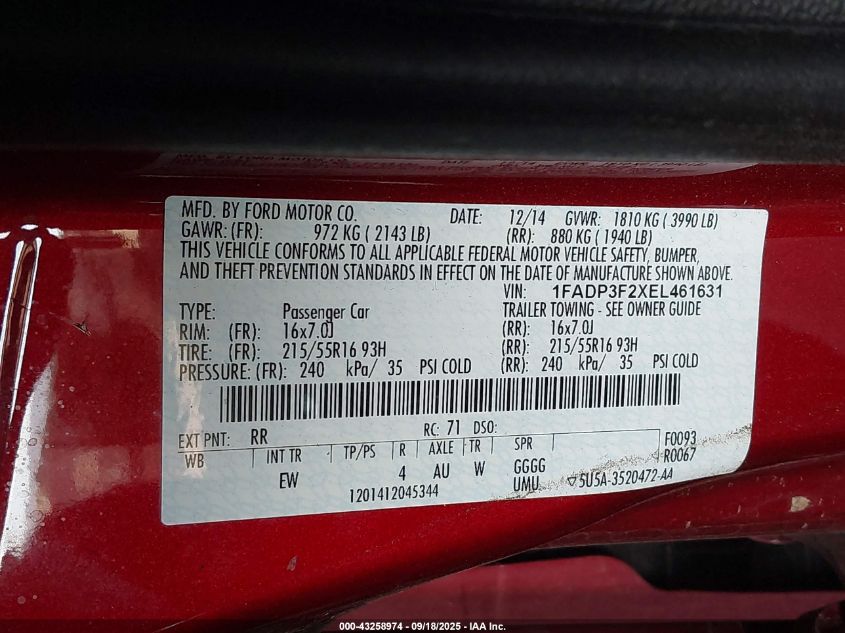 MFD. BY FORD MOTOR CO. DATE: 12/14 GVWR: 1810 KG ( 3990 LB)
GAWR: (FR): 972 KG ( 2143 LB) (RR): 880 KG ( 1940 LB)
THIS VEHICLE CONFORMS TO ALL APPLICABLE FEDERAL MOTOR VEHICLE SAFETY, BUMPER,
AND THEFT PREVENTION STANDARDS IN EFFECT ON THE DATE OF MANUFACTURE SHOWN ABOVE.
VIN: 1FADP3F2XEL461631
TYPE: Passenger Car TRAILER TOWING - SEE OWNER GUIDE
RIM: (FR): 16x7.0J (RR): 16x7.0J
TIRE: (FR): 215/55R16 93H (RR): 215/55R16 93H
PRESSURE: (FR): 240 kPa/ 35 PSI COLD (RR): 240 kPa/ 35 PSI COLD
EXT PNT: RR RC: 71 DSO: F0093
WB INT TR TP/PS R AXLE TR SPR R0067
EW 4 AU W GGGG
UMU
1201412045344 5U5A-3520472-AA
000-43258974 - 09/18/2025 - IAA Inc.